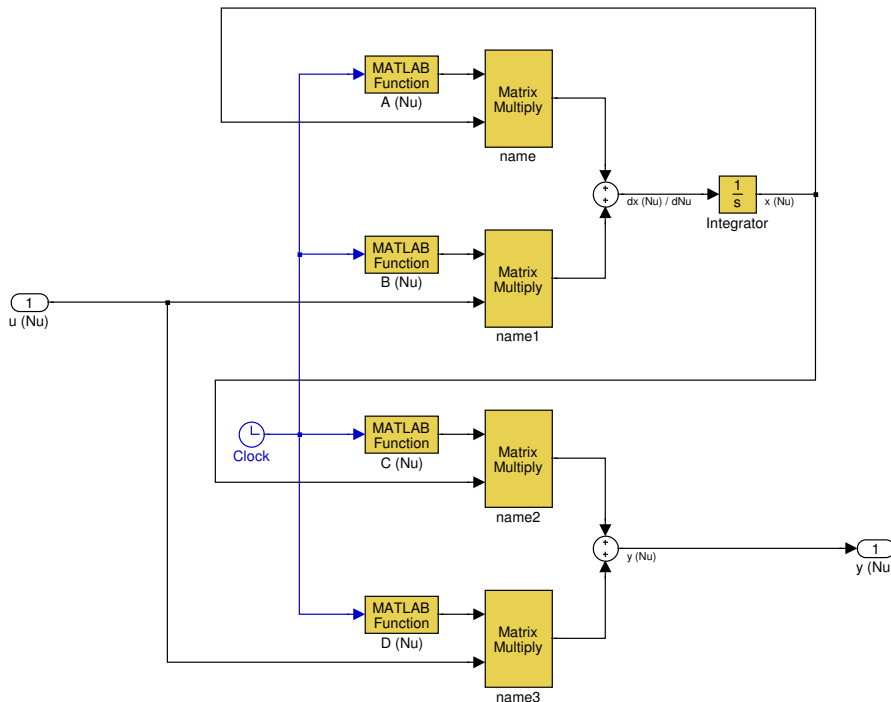 MATLAB
Function
A (Nu)
Matrix
Multiply
name
+
+
dx (Nu) / dNu
1
s
Integrator
x (Nu)
MATLAB
Function
B (Nu)
Matrix
Multiply
name1
1
u (Nu)
Clock
MATLAB
Function
C (Nu)
Matrix
Multiply
name2
+
+
y (Nu)
1
y (Nu
MATLAB
Function
D (Nu)
Matrix
Multiply
name3